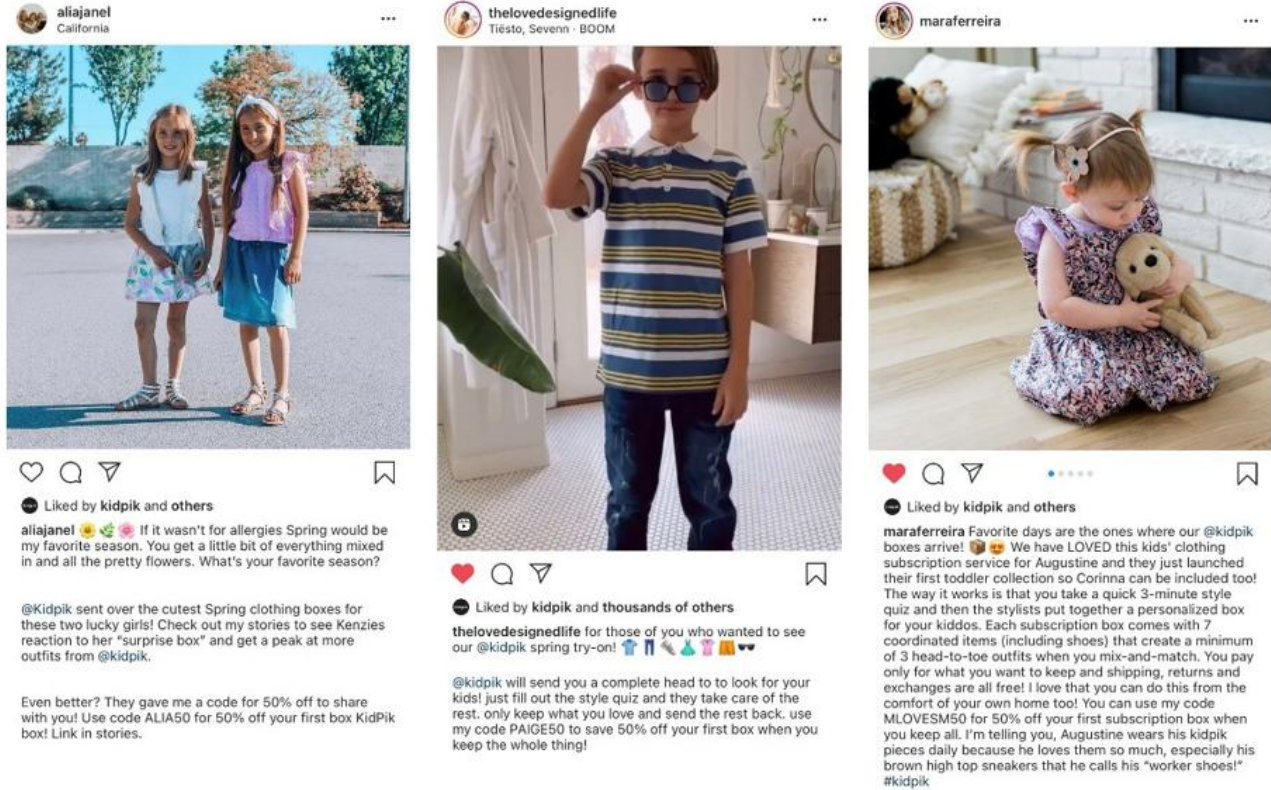 aliajanel
California
If it wasn't for allergies Spring would be
my favorite season. You get a little bit of everything mixed
in and all the pretty flowers. What's your favorite season?
@Kidpik sent over the cutest Spring clothing boxes for
these two lucky girls! Check out my stories to see Kenzies
reaction to her "surprise box" and get a peak at more
outfits from @kidpik.
Even better? They gave me a code for 50% off to share
with you! Use code ALIA50 for 50% off your first box KidPik
box! Link in stories.
Liked by kidpik and others
thelovedesignedlife
Tiësto, Sevenn · BOOM
Liked by kidpik and thousands of others
thelovedesignedlife for those of you who wanted to see
our @kidpik spring try-on! 👕👖👟👗👚🩳🕶️
@kidpik will send you a complete head to to look for your
kids! just fill out the style quiz and they take care of the
rest. only keep what you love and send the rest back. use
my code PAIGE50 to save 50% off your first box when you
keep the whole thing!
maraferreira
Liked by kidpik and others
maraferreira Favorite days are the ones where our @kidpik
boxes arrive! 📦😍 We have LOVED this kids' clothing
subscription service for Augustine and they just launched
their first toddler collection so Corinna can be included too!
The way it works is that you take a quick 3-minute style
quiz and then the stylists put together a personalized box
for your kiddos. Each subscription box comes with 7
coordinated items (including shoes) that create a minimum
of 3 head-to-toe outfits when you mix-and-match. You pay
only for what you want to keep and shipping, returns and
exchanges are all free! I love that you can do this from the
comfort of your own home too! You can use my code
MLOVESM50 for 50% off your first subscription box when
you keep all. I'm telling you, Augustine wears his kidpik
pieces daily because he loves them so much, especially his
brown high top sneakers that he calls his "worker shoes!"
#kidpik